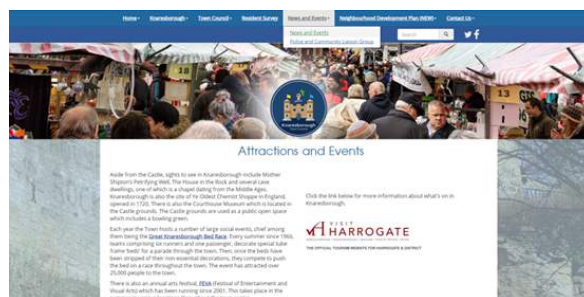 Home
Knaresborough
Town Council
Resident Survey
News and Events
Neighbourhood Development Plan (NEW)
Contact Us
News and Events
Police and Community Liaison Group
Search
13
Knaresborough
Attractions and Events
Aside from the Castle, sights to see in Knaresborough include Mother
Shipton's Petrifying Well, The House in the Rock and several cave
dwellings, one of which is a chapel dating from the Middle Ages.
Knaresborough is also the site of Ye Oldest Chemist Shoppe in England,
opened in 1720. There is also the Courthouse Museum which is located in
the Castle grounds. The Castle grounds are used as a public open space
which includes a bowling green.
Each year the Town hosts a number of large social events, chief among
them being the Great Knaresborough Bed Race. Every summer since 1966,
teams comprising six runners and one passenger, decorate special tube
frame 'beds' for a parade through the town. Then, once the beds have
been stripped of their non-essential decorations, they compete to push
the bed on a race throughout the town. The event has attracted over
25,000 people to the town.
There is also an annual arts festival, FEVA (Festival of Entertainment and
Visual Arts) which has been running since 2001. This takes place in the
Click the link below for more information about what's on in
Knaresborough.
VISIT
HARROGATE
THE OFFICIAL TOURISM WEBSITE FOR HARROGATE & DISTRICT